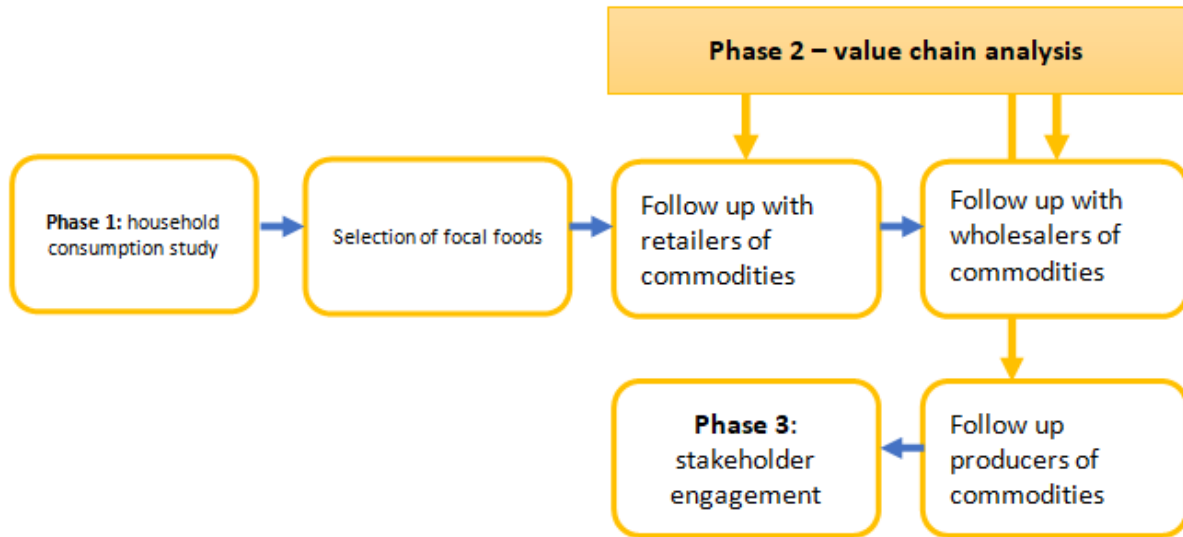 Phase 2 – value chain analysis
Phase 1: household
consumption study
Selection of focal foods
Follow up with
retailers of
commodities
Follow up with
wholesalers of
commodities
Phase 3:
stakeholder
engagement
Follow up
producers of
commodities